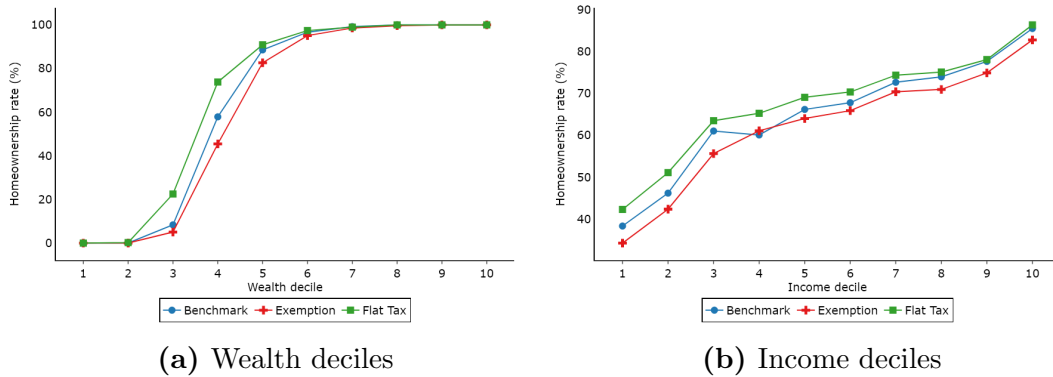 100
80
60
40
20
0
Homeownership rate (%)
1 2 3 4 5 6 7 8 9 10
Wealth decile
Benchmark Exemption Flat Tax
(a) Wealth deciles
90
80
70
60
50
40
Homeownership rate (%)
1 2 3 4 5 6 7 8 9 10
Income decile
Benchmark Exemption Flat Tax
(b) Income deciles